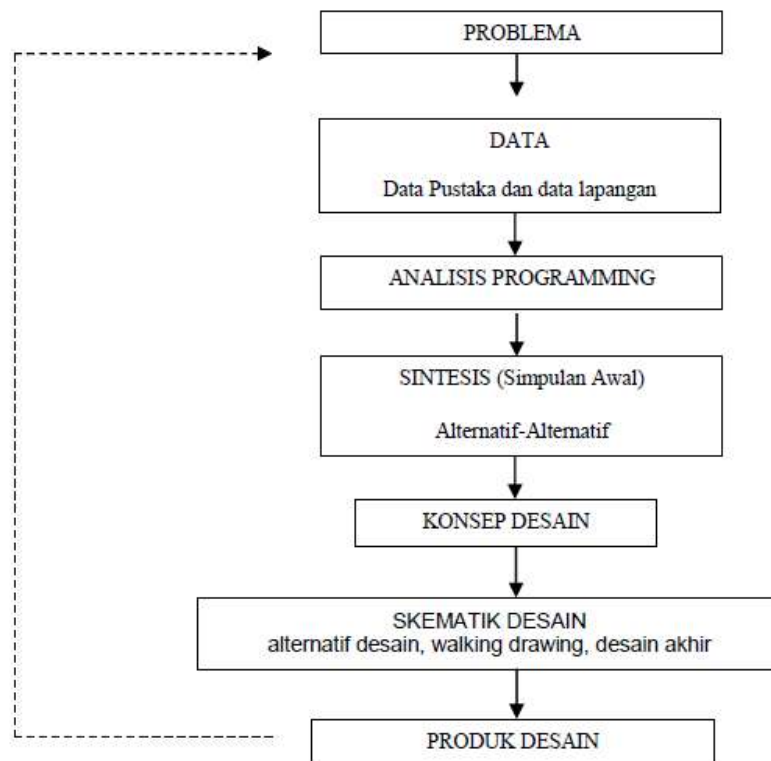 PROBLEMA
DATA
Data Pustaka dan data lapangan
ANALISIS PROGRAMMING
SINTESIS (Simpulan Awal)
Alternatif-Alternatif
KONSEP DESAIN
SKEMATIK DESAIN
alternatif desain, walking drawing, desain akhir
PRODUK DESAIN